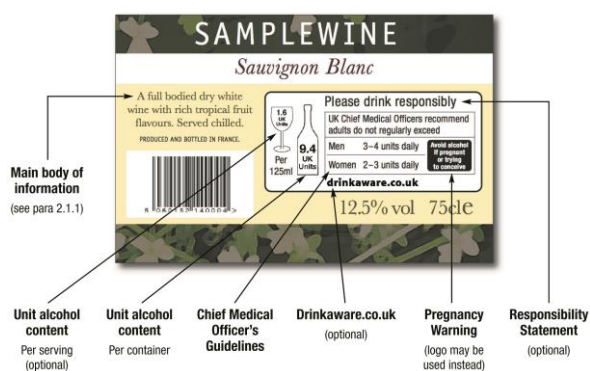 SAMPLEWINE
Sauvignon Blanc
A full bodied dry white
wine with rich tropical fruit
flavours. Served chilled.
PRODUCED AND BOTTLED IN FRANCE.
1.6
UK
Units
Per
125ml
9.4
UK
Units
Please drink responsibly
UK Chief Medical Officers recommend
adults do not regularly exceed
Men 3–4 units daily
Women 2–3 units daily
Avoid alcohol
if pregnant
or trying
to conceive
drinkaware.co.uk
12.5% vol 75cle
Main body of
information
(see para 2.1.1)
Unit alcohol
content
Per serving
(optional)
Unit alcohol
content
Per container
Chief Medical
Officer's
Guidelines
Drinkaware.co.uk
(optional)
Pregnancy
Warning
(logo may be
used instead)
Responsibility
Statement
(optional)